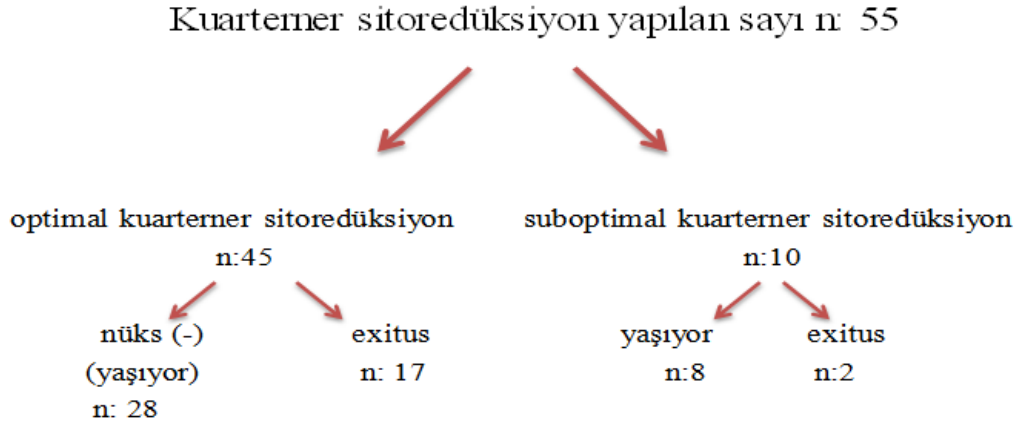 Kuarterner sitoredüksiyon yapılan sayı n: 55
optimal kuarterner sitoredüksiyon
n:45
suboptimal kuarterner sitoredüksiyon
n:10
nüks (-)
(yaşıyor)
n: 28
exitus
n: 17
yaşıyor
n:8
exitus
n:2